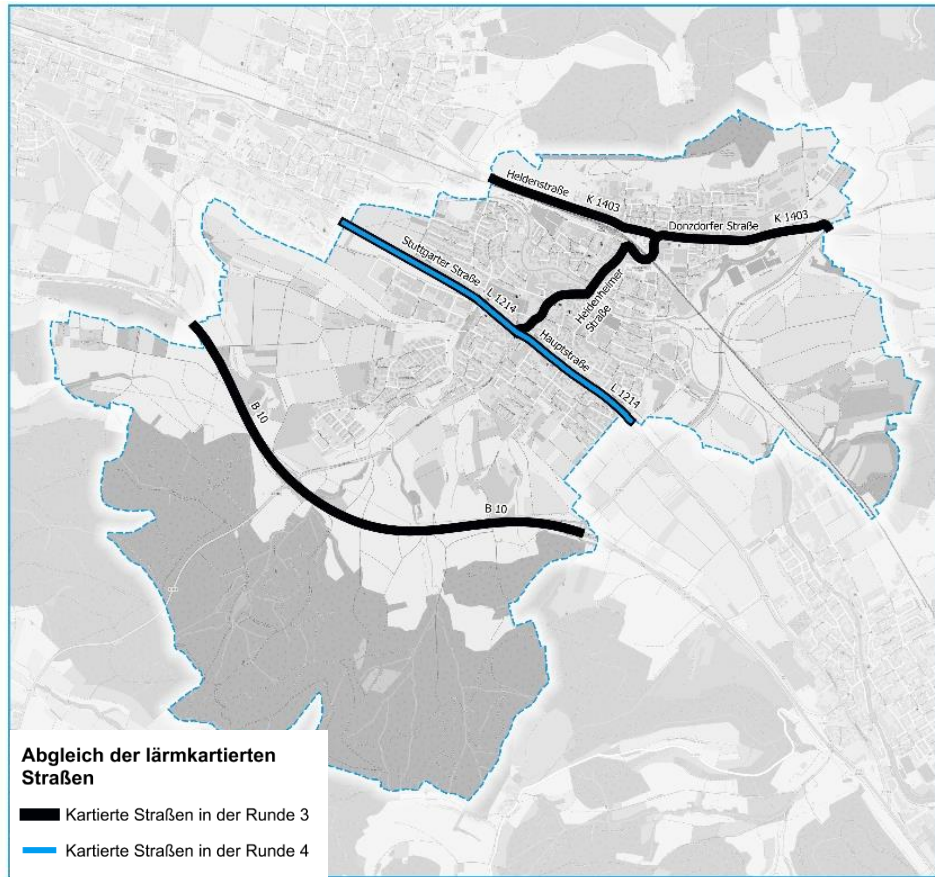 Heldenstraße
K 1403
Donzdorfer Straße
K 1403
Stuttgarter Straße
L 1214
Heidenheimer
Straße
Hauptstraße
L 1214
B 10
B 10
Abgleich der lärmkartierten
Straßen
Kartierte Straßen in der Runde 3
Kartierte Straßen in der Runde 4